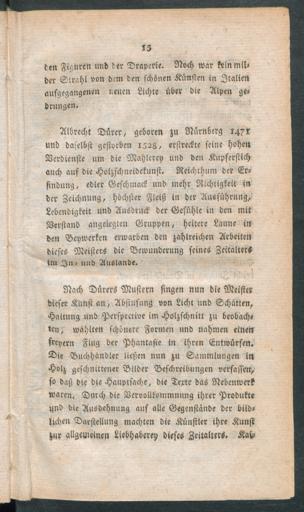 15
den Figuren und der Draperie. Noch war kein mil-
der Strahl von dem den schönen Künsten in Italien
aufgegangenen neuen Lichte über die Alpen ge-
drungen.
Albrecht Dürer, geboren zu Nürnberg 1471
und daselbst gestorben 1528, erstreckte seine hohen
Verdienste um die Mahlerey und den Kupferstich
auch auf die Holzschneidekunst. Reichthum der Er-
findung, edler Geschmack und mehr Richtigkeit in
der Zeichnung, höchster Fleiß in der Ausführung,
Lebendigkeit und Ausdruck der Gefühle in den mit
Verstand angelegten Gruppen, heitere Laune in
den Beywerken erwarben den zahlreichen Arbeiten
dieses Meisters die Bewunderung seines Zeitalters
im In- und Auslande.
Nach Dürers Mustern fingen nun die Meister
dieser Kunst an, Abstufung von Licht und Schatten,
Haltung und Perspective im Holzschnitt zu beobach-
ten, wählten schönere Formen und nahmen einen
freyern Flug der Phantasie in ihren Entwürfen.
Die Buchhändler ließen nun zu Sammlungen in
Holz geschnittener Bilder Beschreibungen verfassen,
so daß die die Hauptsache, die Texte das Nebenwerk
waren. Durch die Vervollkommnung ihrer Produkte
und die Ausdehnung auf alle Gegenstände der bild-
lichen Darstellung machten die Künstler ihre Kunst
zur allgemeinen Liebhaberey dieses Zeitalters. Kai-